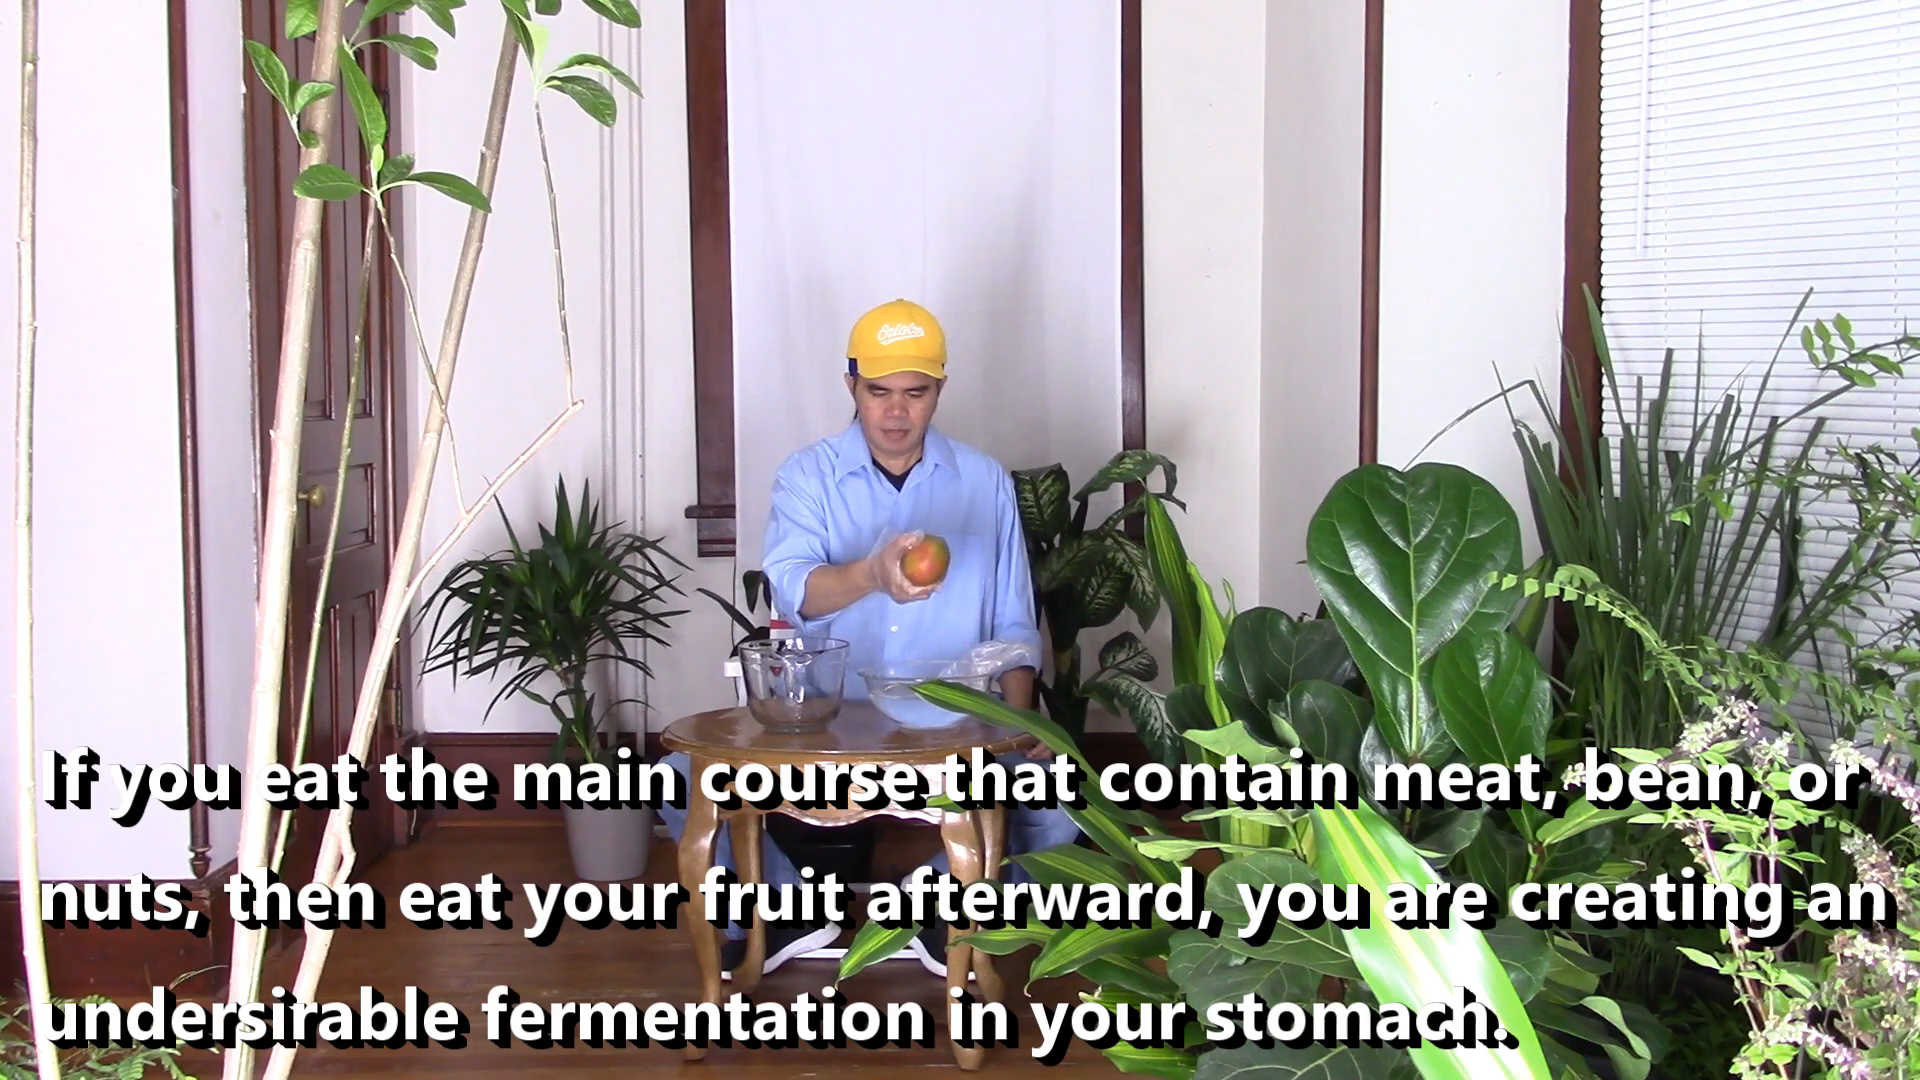 Orioles
If you eat the main course that contain meat, bean, or
nuts, then eat your fruit afterward, you are creating an
undersirable fermentation in your stomach.